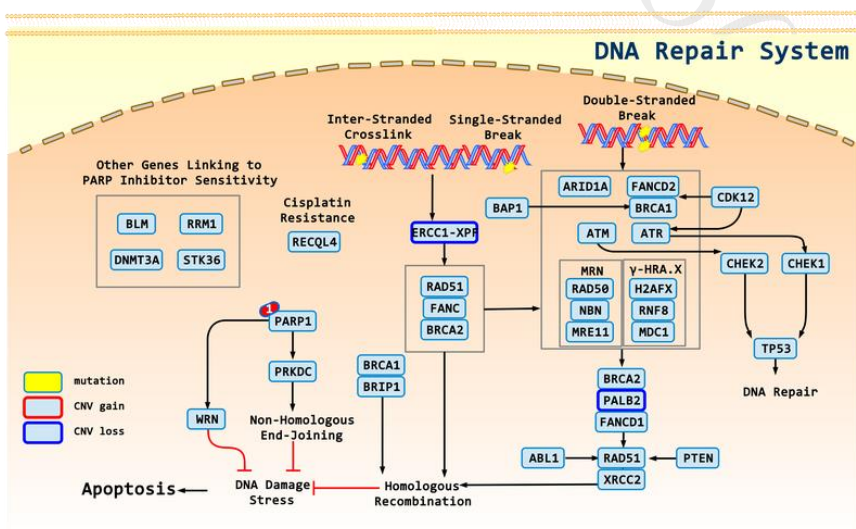 DNA Repair System
Double-Stranded
Break
Inter-Stranded
Crosslink
Single-Stranded
Break
Other Genes Linking to
PARP Inhibitor Sensitivity
BLM
RRM1
DNMT3A
STK36
Cisplatin
Resistance
RECQL4
ERCC1-XPF
BAP1
ARID1A
FANCD2
BRCA1
CDK12
ATM
ATR
CHEK2
CHEK1
MRN
RAD50
NBN
MRE11
γ-HRA.X
H2AFX
RNF8
MDC1
RAD51
FANC
BRCA2
TP53
DNA Repair
1
PARP1
PRKDC
WRN
Non-Homologous
End-Joining
BRCA1
BRIP1
BRCA2
PALB2
FANCD1
ABL1
RAD51
PTEN
XRCC2
mutation
CNV gain
CNV loss
Apoptosis
DNA Damage
Stress
Homologous
Recombination